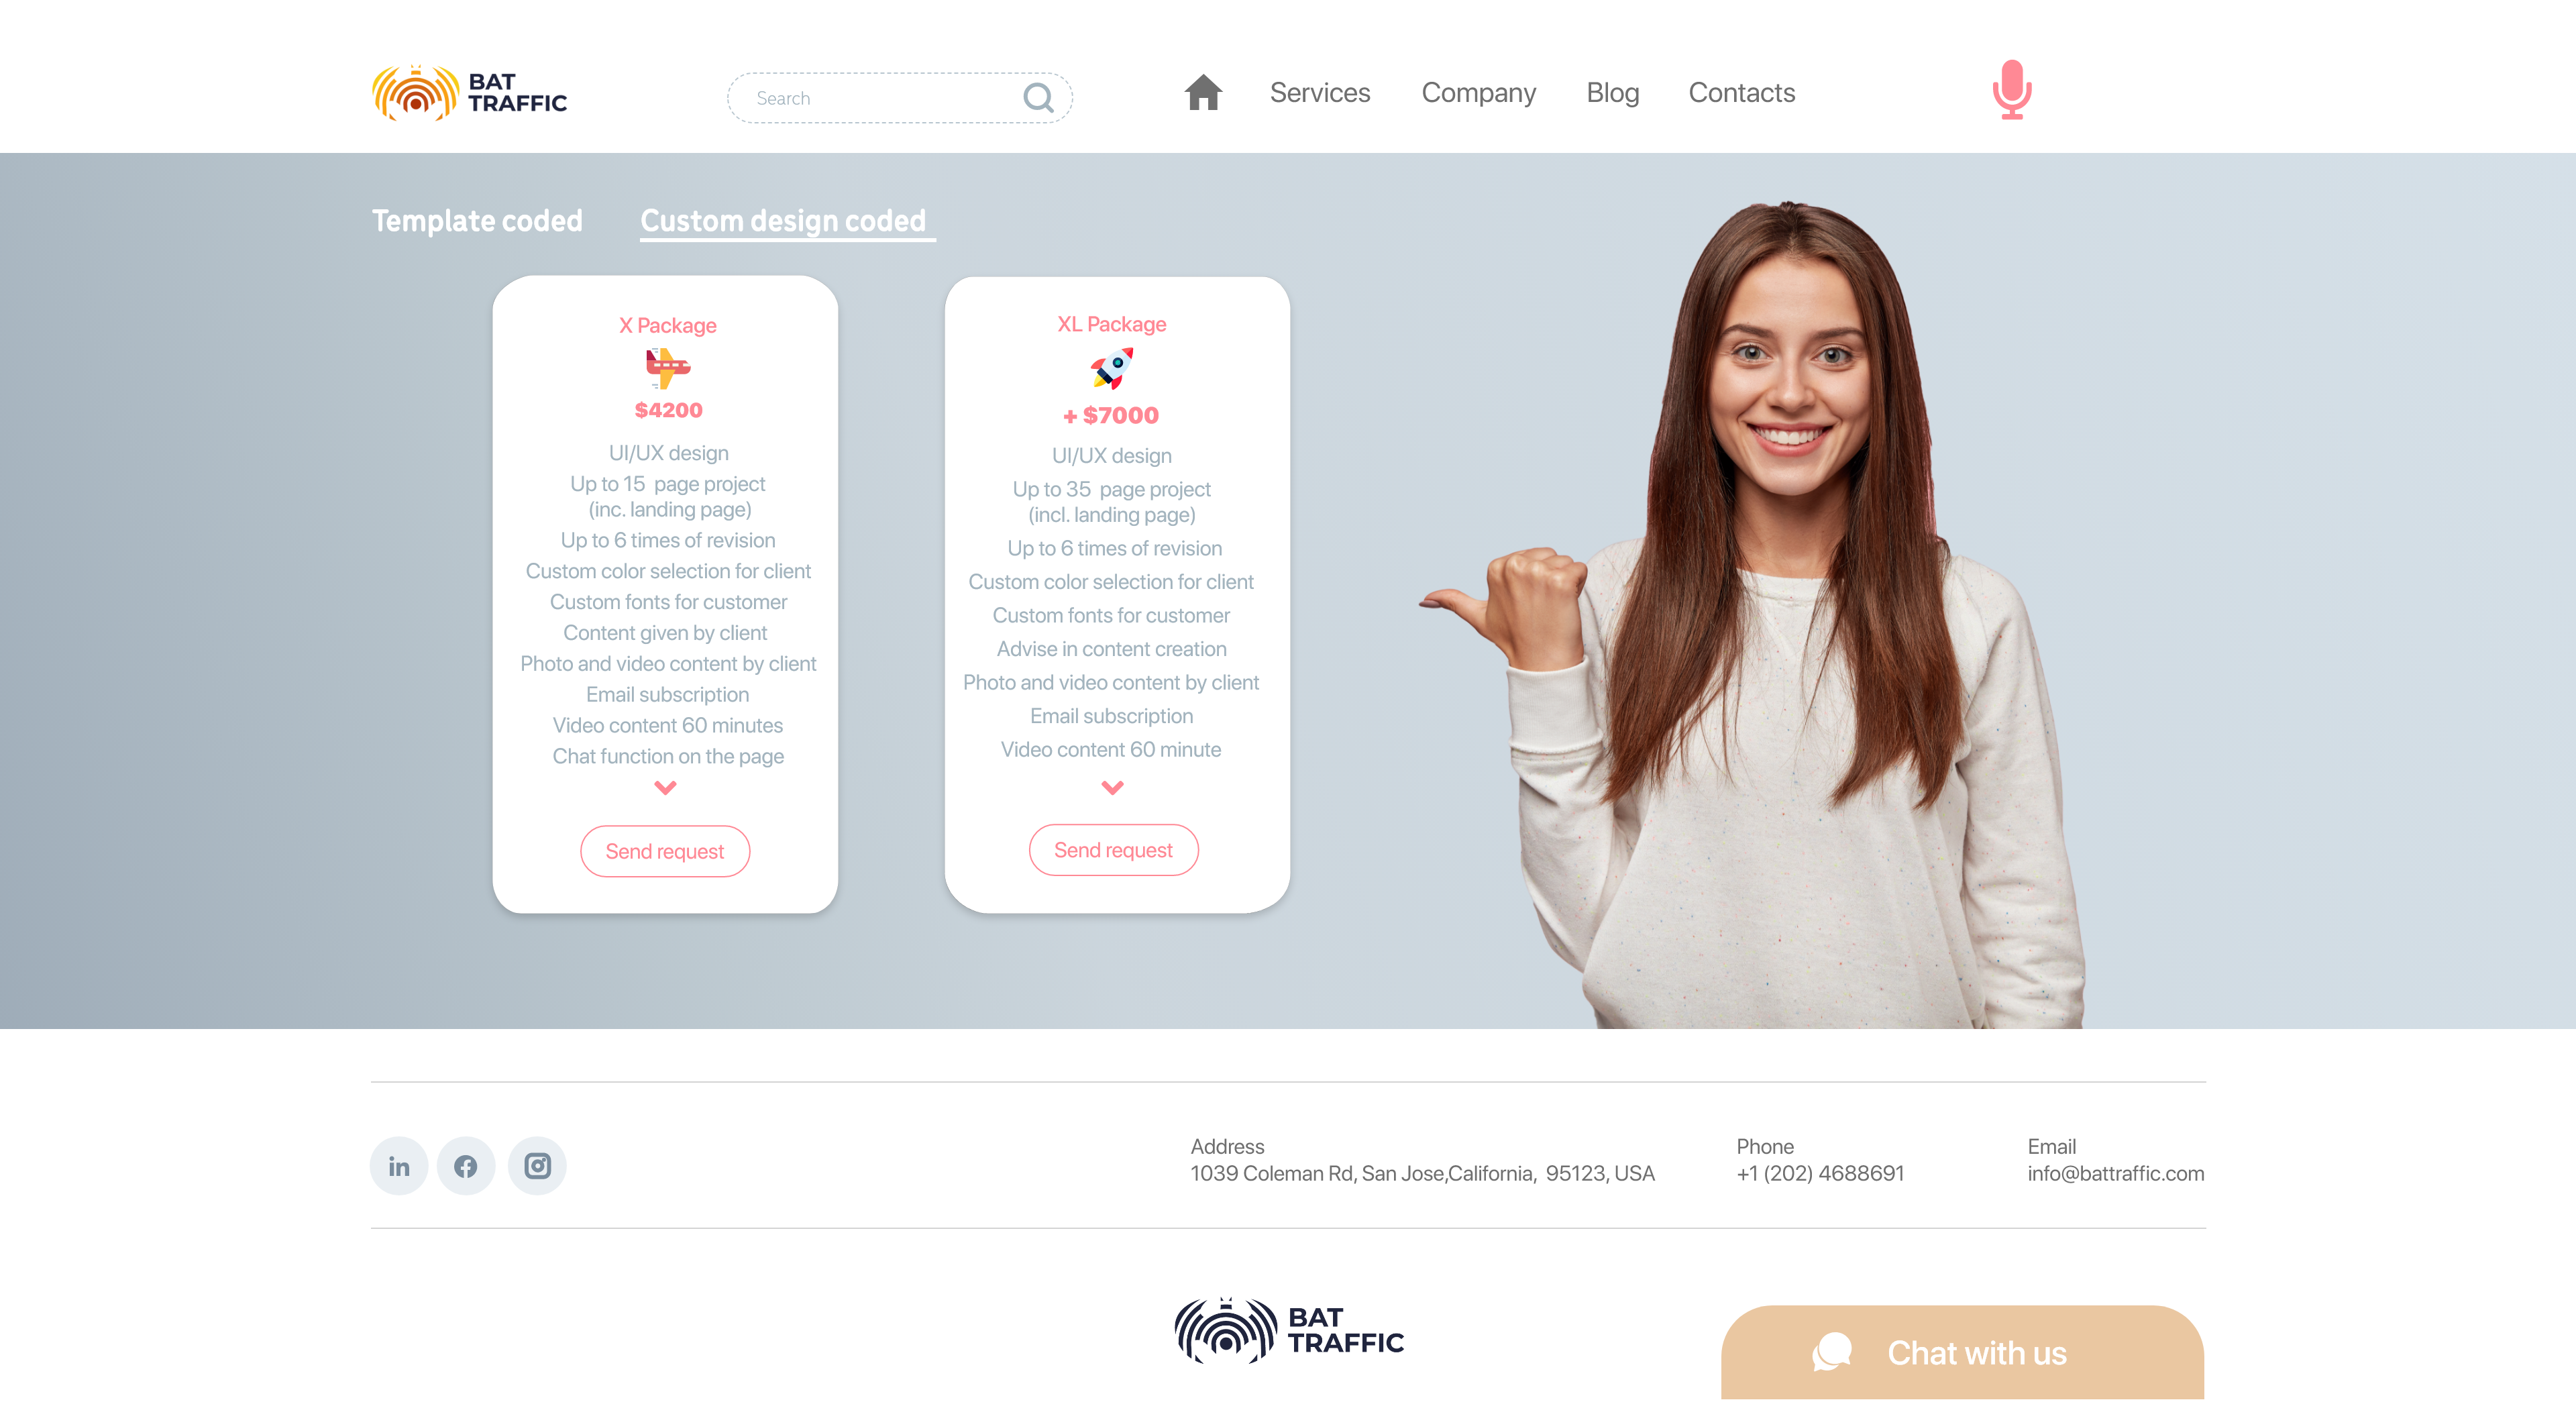 BAT
TRAFFIC
Search
Services
Company
Blog
Contacts
Template coded
Custom design coded
X Package
$4200
UI/UX design
Up to 15 page project
(inc. landing page)
Up to 6 times of revision
Custom color selection for client
Custom fonts for customer
Content given by client
Photo and video content by client
Email subscription
Video content 60 minutes
Chat function on the page
Send request
XL Package
+ $7000
UI/UX design
Up to 35 page project
(incl. landing page)
Up to 6 times of revision
Custom color selection for client
Custom fonts for customer
Advise in content creation
Photo and video content by client
Email subscription
Video content 60 minute
Send request
in
Address
1039 Coleman Rd, San Jose,California, 95123, USA
Phone
+1 (202) 4688691
Email
info@battraffic.com
BAT
TRAFFIC
Chat with us